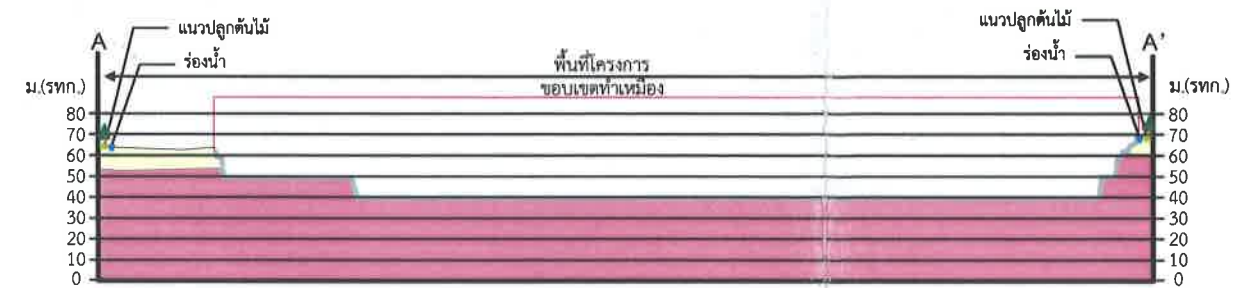 แนวปลูกต้นไม้
แนวปลูกต้นไม้
A
A'
ร่องน้ำ
ร่องน้ำ
พื้นที่โครงการ
ม.(รทก.)
ขอบเขตทำเหมือง
ม.(รทก.)
80
80
70
70
60
60
50
50
40
40
30
30
20
20
10
10
0
0